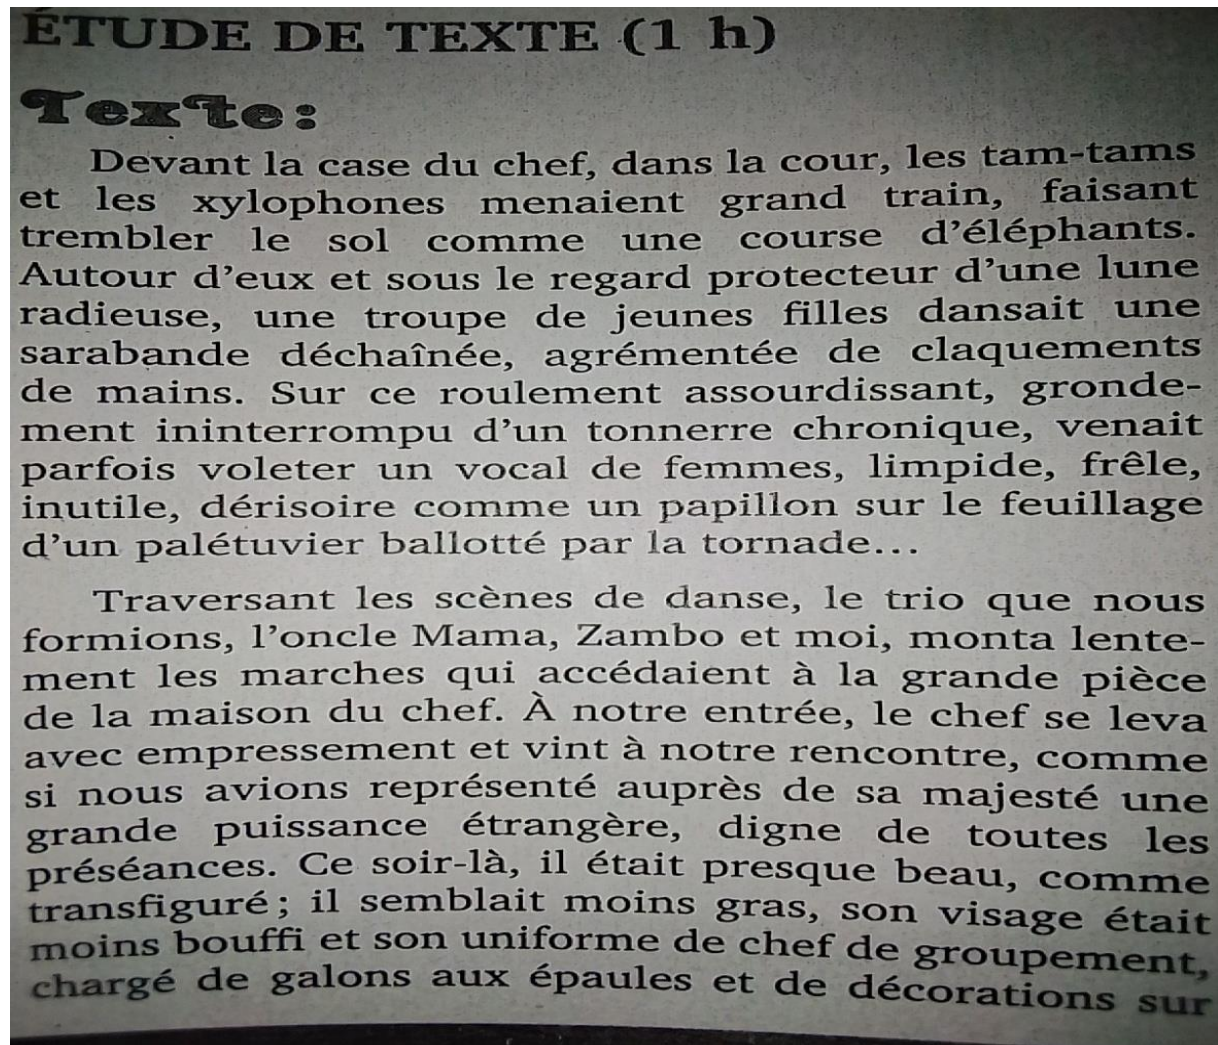 ÉTUDE DE TEXTE (1 h)
Texte:
Devant la case du chef, dans la cour, les tam-tams
et les xylophones menaient grand train, faisant
trembler le sol comme une course d'éléphants.
Autour d'eux et sous le regard protecteur d'une lune
radieuse, une troupe de jeunes filles dansait une
sarabande déchaînée, agrémentée de claquements
de mains. Sur ce roulement assourdissant, gronde-
ment ininterrompu d'un tonnerre chronique, venait
parfois voleter un vocal de femmes, limpide, frêle,
inutile, dérisoire comme un papillon sur le feuillage
d'un palétuvier ballotté par la tornade...
Traversant les scènes de danse, le trio que nous
formions, l'oncle Mama, Zambo et moi, monta lente-
ment les marches qui accédaient à la grande pièce
de la maison du chef. À notre entrée, le chef se leva
avec empressement et vint à notre rencontre, comme
si nous avions représenté auprès de sa majesté une
grande puissance étrangère, digne de toutes les
préséances. Ce soir-là, il était presque beau, comme
transfiguré ; il semblait moins gras, son visage était
moins bouffi et son uniforme de chef de groupement,
chargé de galons aux épaules et de décorations sur